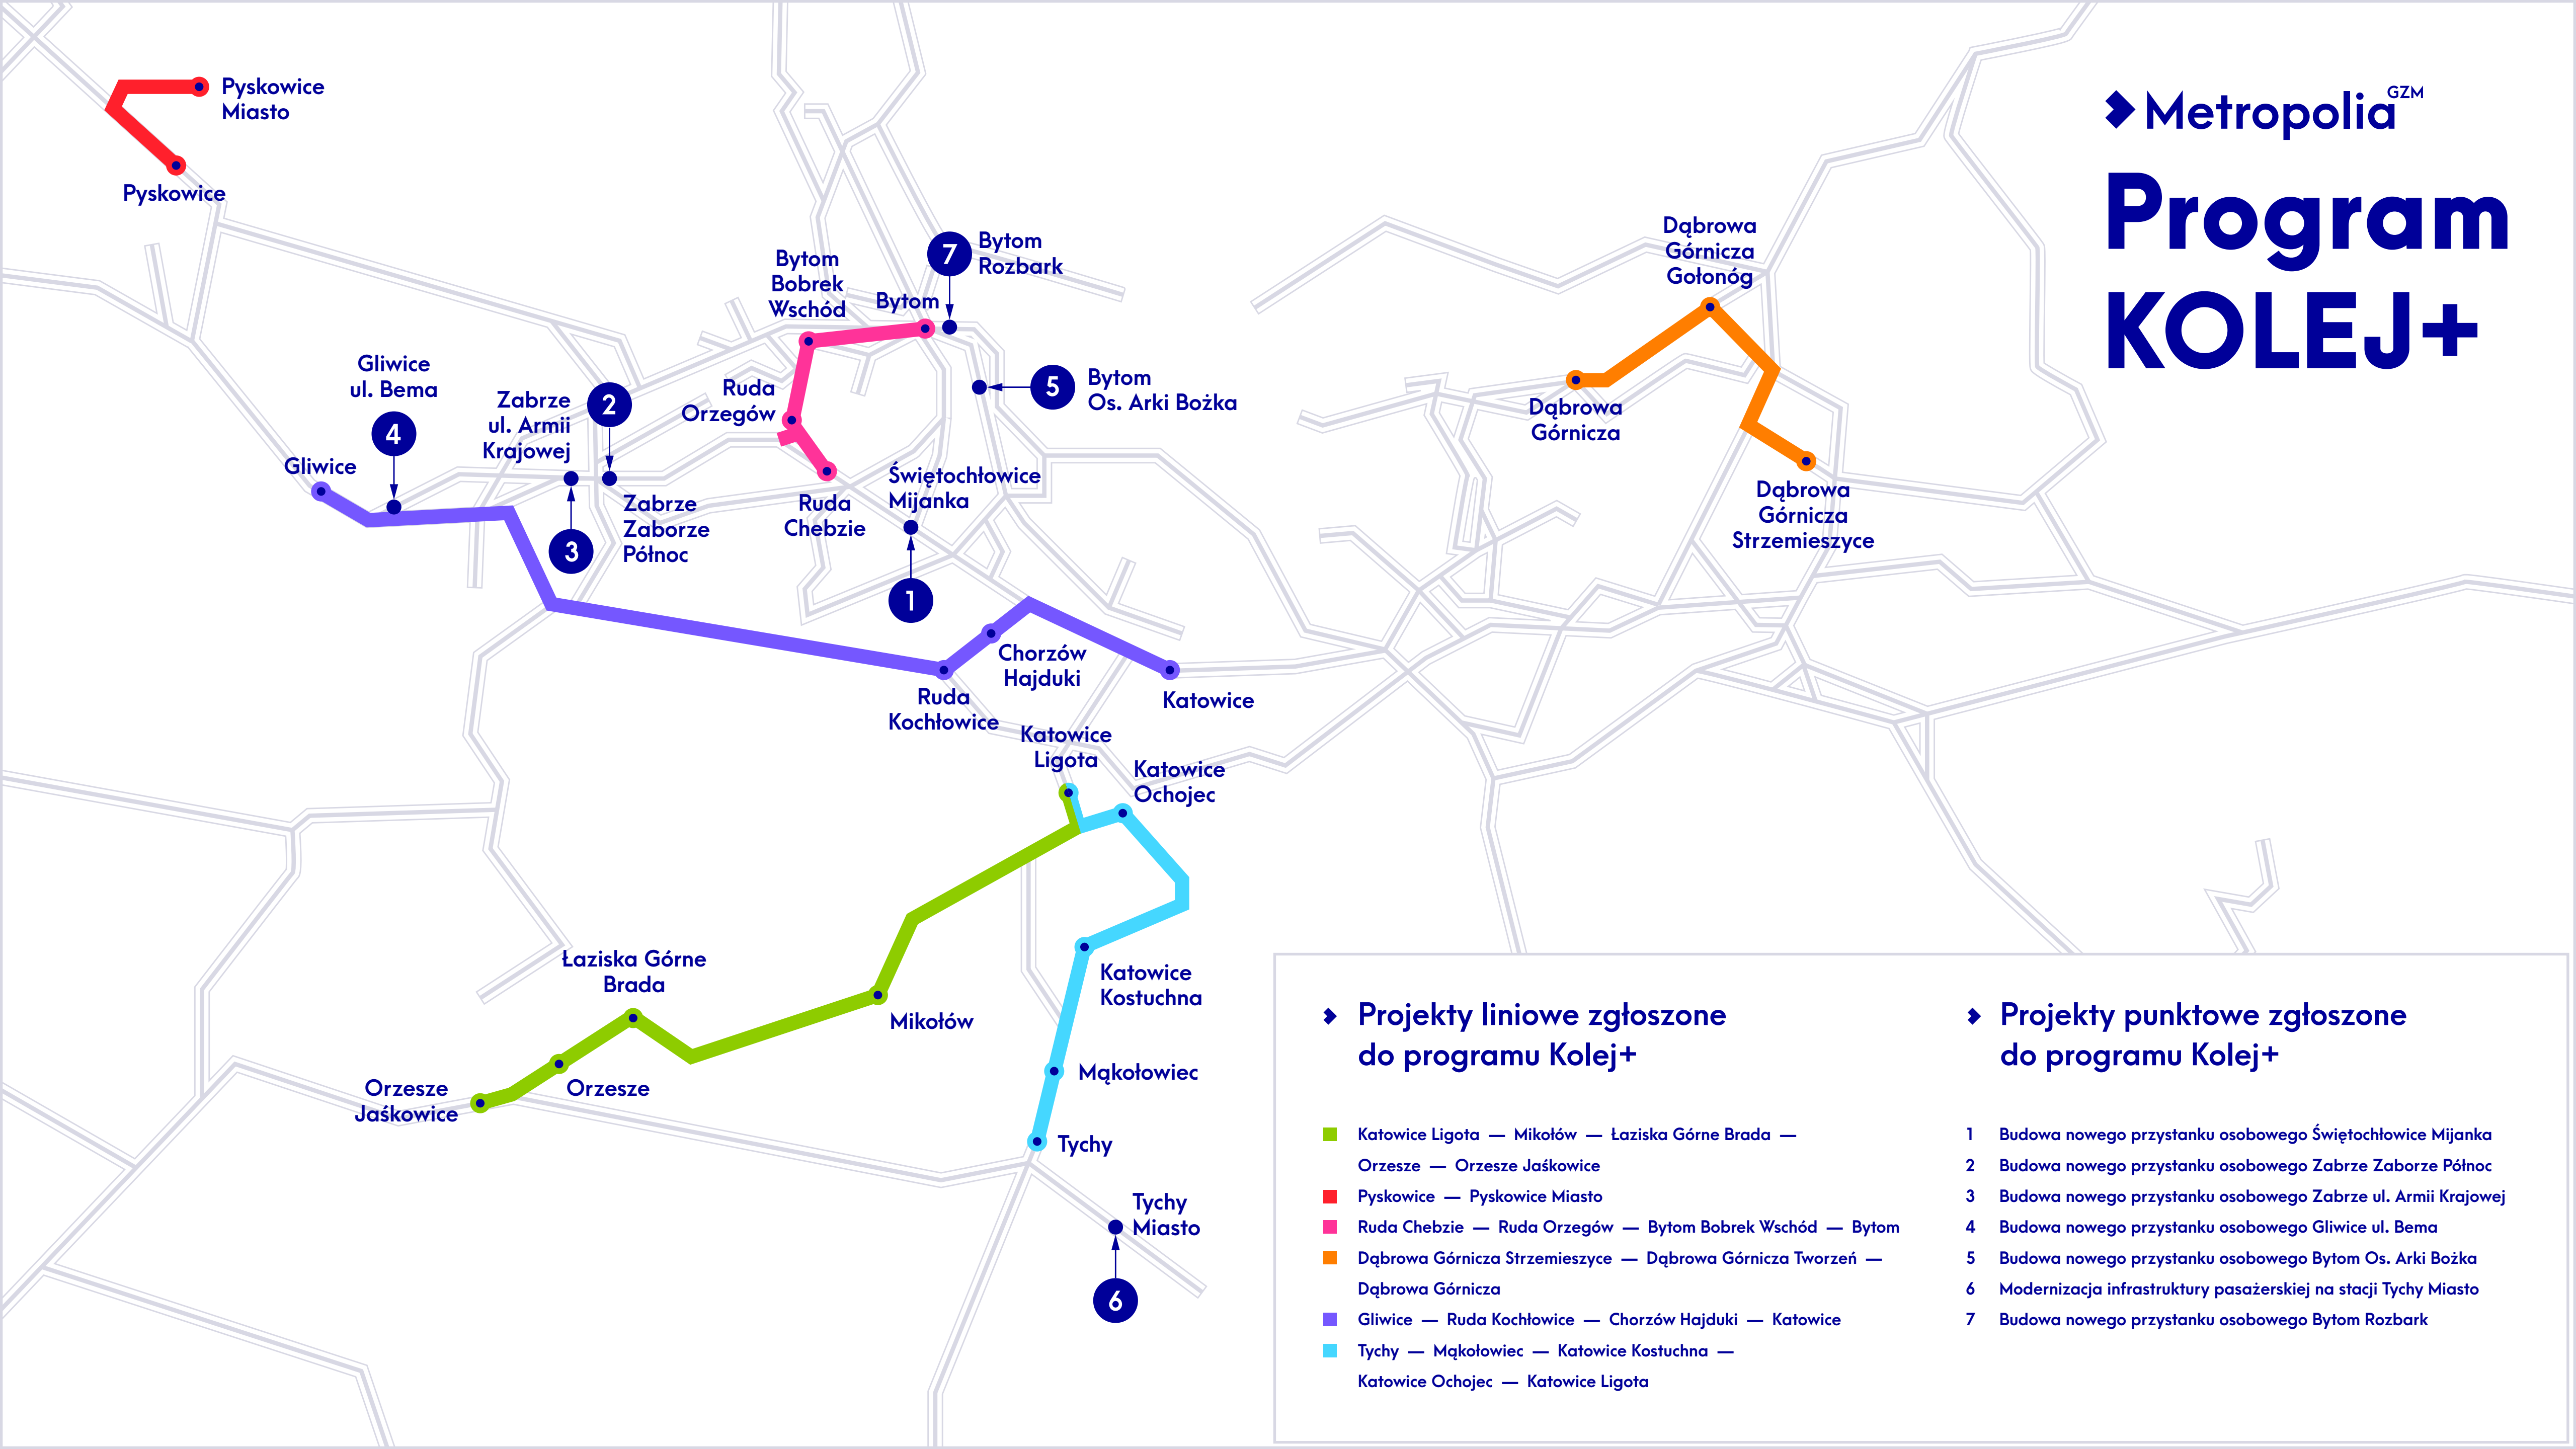 Metropolia GZM
Program
KOLEJ+
Pyskowice
Miasto
Pyskowice
Bytom
Bobrek
Wschód
Bytom
7
Bytom
Rozbark
5
Bytom
Os. Arki Bożka
Dąbrowa
Górnicza
Gołonóg
Dąbrowa
Górnicza
Dąbrowa
Górnicza
Strzemieszyce
Gliwice
ul. Bema
4
Gliwice
Zabrze
ul. Armii
Krajowej
2
3
Zabrze
Zaborze
Północ
Ruda
Orzegów
Ruda
Chebzie
Świętochłowice
Mijanka
1
Chorzów
Hajduki
Ruda
Kochłowice
Katowice
Katowice
Ligota
Katowice
Ochojec
Łaziska Górne
Brada
Mikołów
Orzesze
Orzesze
Jaśkowice
Katowice
Kostuchna
Mąkołowiec
Tychy
Tychy
Miasto
6
Projekty liniowe zgłoszone
do programu Kolej+
Katowice Ligota — Mikołów — Łaziska Górne Brada —
Orzesze — Orzesze Jaśkowice
Pyskowice — Pyskowice Miasto
Ruda Chebzie — Ruda Orzegów — Bytom Bobrek Wschód — Bytom
Dąbrowa Górnicza Strzemieszyce — Dąbrowa Górnicza Tworzeń —
Dąbrowa Górnicza
Gliwice — Ruda Kochłowice — Chorzów Hajduki — Katowice
Tychy — Mąkołowiec — Katowice Kostuchna —
Katowice Ochojec — Katowice Ligota
Projekty punktowe zgłoszone
do programu Kolej+
1 Budowa nowego przystanku osobowego Świętochłowice Mijanka
2 Budowa nowego przystanku osobowego Zabrze Zaborze Północ
3 Budowa nowego przystanku osobowego Zabrze ul. Armii Krajowej
4 Budowa nowego przystanku osobowego Gliwice ul. Bema
5 Budowa nowego przystanku osobowego Bytom Os. Arki Bożka
6 Modernizacja infrastruktury pasażerskiej na stacji Tychy Miasto
7 Budowa nowego przystanku osobowego Bytom Rozbark